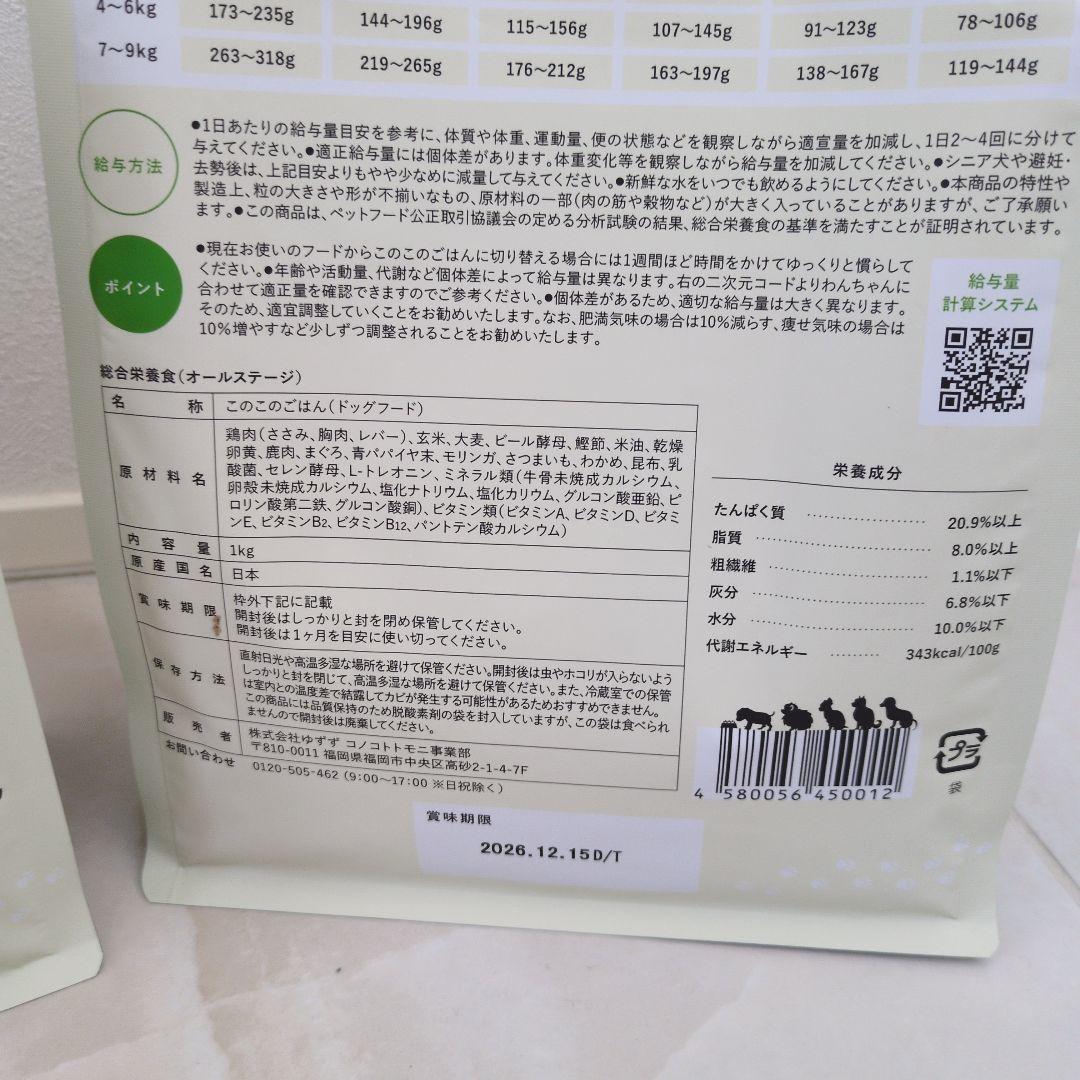 4～6kg 173～235g 144～196g 115～156g 107～145g 91～123g 78～106g
7～9kg 263～318g 219～265g 176～212g 163～197g 138～167g 119～144g
給与方法
●1日あたりの給与量目安を参考に、体質や体重、運動量、便の状態などを観察しながら適宣量を加減し、1日2～4回に分けて
与えてください。●適正給与量には個体差があります。体重変化等を観察しながら給与量を加減してください。●シニア犬や避妊・
去勢後は、上記目安よりもやや少なめに減量して与えてください。●新鮮な水をいつでも飲めるようにしてください。●本商品の特性や
製造上、粒の大きさや形が不揃いなもの、原材料の一部（肉の筋や穀物など）が大きく入っていることがありますが、ご了承願い
ます。●この商品は、ペットフード公正取引協議会の定める分析試験の結果、総合栄養食の基準を満たすことが証明されています。
ポイント
●現在お使いのフードからこのこのごはんに切り替える場合には1週間ほど時間をかけてゆっくりと慣らして
ください。●年齢や活動量、代謝など個体差によって給与量は異なります。右の二次元コードよりわんちゃんに
合わせて適正量を確認できますのでご参考ください。●個体差があるため、適切な給与量は大きく異なります。
そのため、適宜調整していくことをお勧めいたします。なお、肥満気味の場合は10%減らす、痩せ気味の場合は
10%増やすなど少しずつ調整されることをお勧めいたします。
給与量
計算システム
総合栄養食（オールステージ）
名称 このこのごはん（ドッグフード）
原材料名
鶏肉（ささみ、胸肉、レバー）、玄米、大麦、ビール酵母、鰹節、米油、乾燥
卵黄、鹿肉、まぐろ、青パパイヤ末、モリンガ、さつまいも、わかめ、昆布、乳
酸菌、セレン酵母、L-トレオニン、ミネラル類（牛骨未焼成カルシウム、
卵殻未焼成カルシウム、塩化ナトリウム、塩化カリウム、グルコン酸亜鉛、ピ
ロリン酸第二鉄、グルコン酸銅）、ビタミン類（ビタミンA、ビタミンD、ビタミ
ンE、ビタミンB2、ビタミンB12、パントテン酸カルシウム）
内容量 1kg
原産国名 日本
賞味期限
枠外下記に記載
開封後はしっかりと封を閉め保管してください。
開封後は1ヶ月を目安に使い切ってください。
保存方法
直射日光や高温多湿な場所を避けて保管ください。開封後は虫やホコリが入らないよう
しっかりと封を閉じて、高温多湿な場所を避けて保管ください。また、冷蔵室での保管
は室内との温度差で結露してカビが発生する可能性があるためおすすめできません。
この商品には品質保持のため脱酸素剤の袋を封入していますが、この袋は食べられ
ませんので開封後は廃棄してください。
販売者
株式会社ゆずず コノコトトモニ事業部
〒810-0011 福岡県福岡市中央区高砂2-1-4-7F
お問い合わせ 0120-505-462（9:00～17:00 ※日祝除く）
栄養成分
たんぱく質 ………… 20.9%以上
脂質 ………… 8.0%以上
粗繊維 ………… 1.1%以下
灰分 ………… 6.8%以下
水分 ………… 10.0%以下
代謝エネルギー ……… 343kcal/100g
4 580056 450012
プラ
袋
賞味期限
2026.12.15D/T